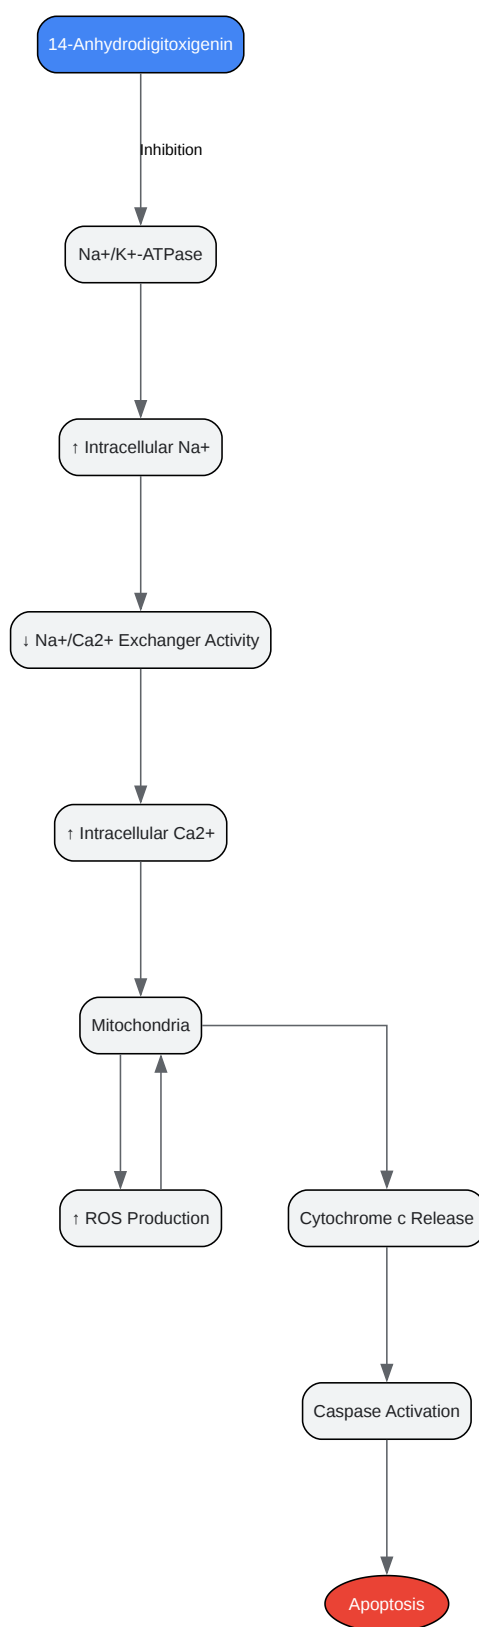 14-Anhydrodigitoxigenin
Inhibition
Na+/K+-ATPase
↑ Intracellular Na+
↓ Na+/Ca2+ Exchanger Activity
↑ Intracellular Ca2+
Mitochondria
↑ ROS Production
Cytochrome c Release
Caspase Activation
Apoptosis